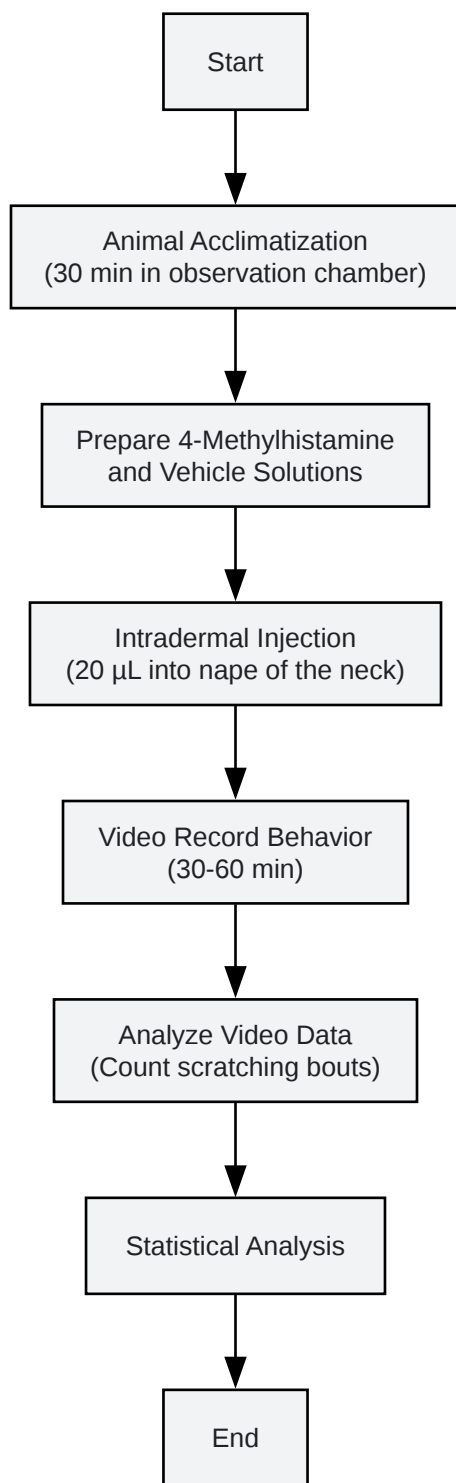 Start
Animal Acclimatization
(30 min in observation chamber)
Prepare 4-Methylhistamine
and Vehicle Solutions
Intradermal Injection
(20 µL into nape of the neck)
Video Record Behavior
(30-60 min)
Analyze Video Data
(Count scratching bouts)
Statistical Analysis
End